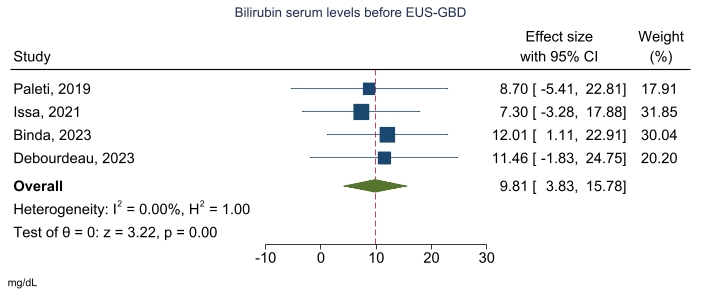 Bilirubin serum levels before EUS-GBD
Effect size Weight
Study with 95% CI (%)
Paleti, 2019 8.70 [ -5.41, 22.81] 17.91
Issa, 2021 7.30 [ -3.28, 17.88] 31.85
Binda, 2023 12.01 [ 1.11, 22.91] 30.04
Debourdeau, 2023 11.46 [ -1.83, 24.75] 20.20
Overall 9.81 [ 3.83, 15.78]
Heterogeneity: I² = 0.00%, H² = 1.00
Test of θ = 0: z = 3.22, p = 0.00
-10 0 10 20 30
mg/dL